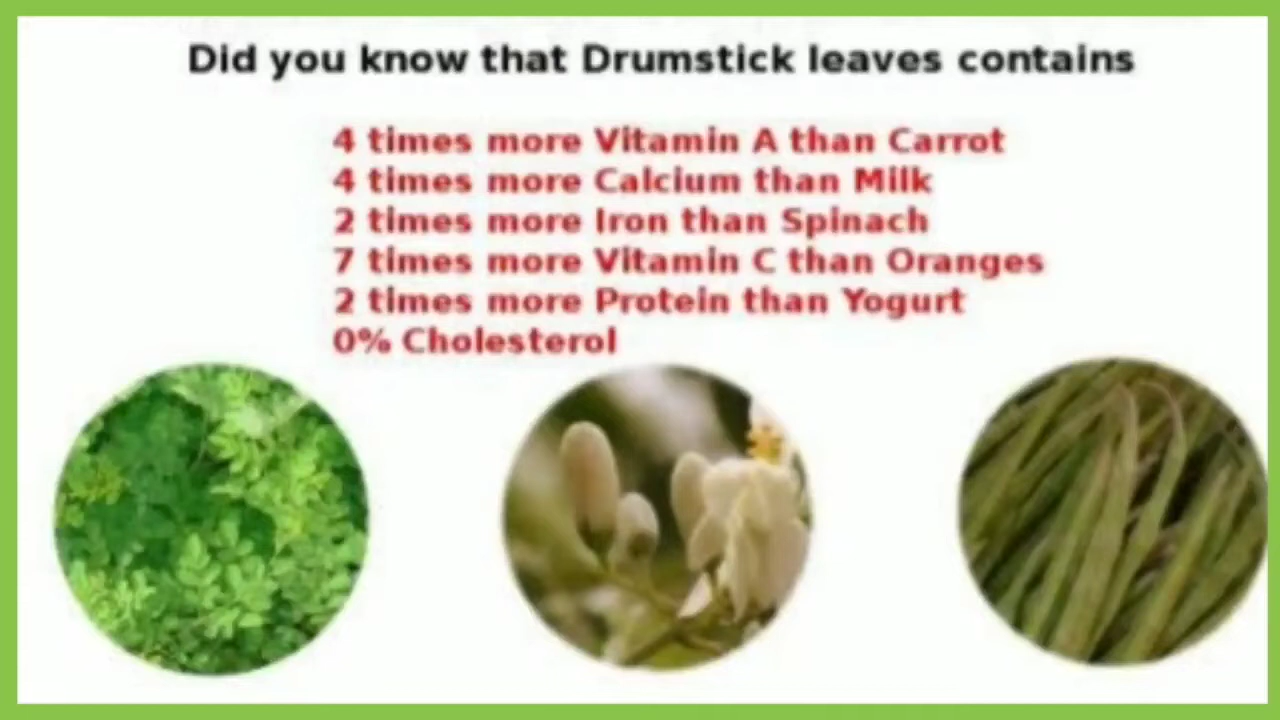 Did you know that Drumstick leaves contains
4 times more Vitamin A than Carrot
4 times more Calcium than Milk
2 times more Iron than Spinach
7 times more Vitamin C than Oranges
2 times more Protein than Yogurt
0% Cholesterol